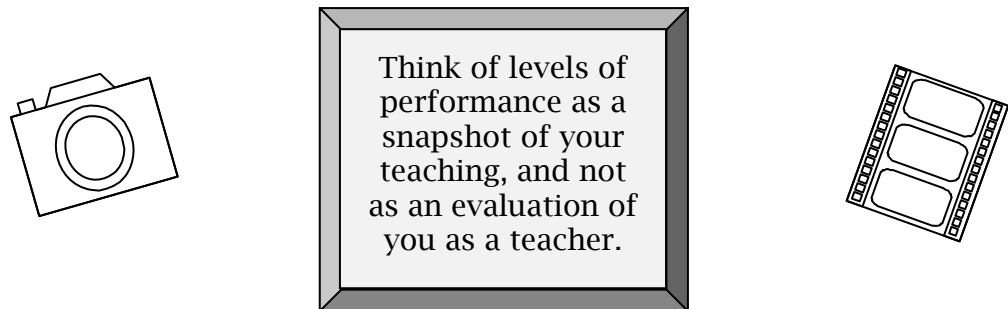 Think of levels of
performance as a
snapshot of your
teaching, and not
as an evaluation of
you as a teacher.